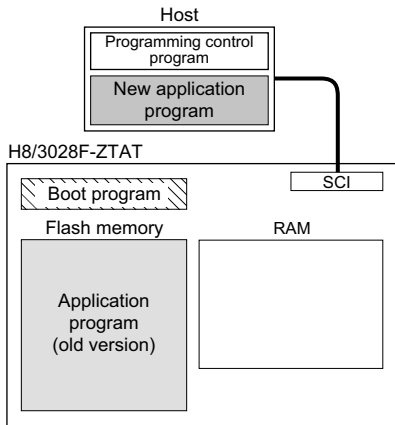 Host
Programming control
program
New application
program
H8/3028F-ZTAT
SCI
Boot program
Flash memory
RAM
Application
program
(old version)